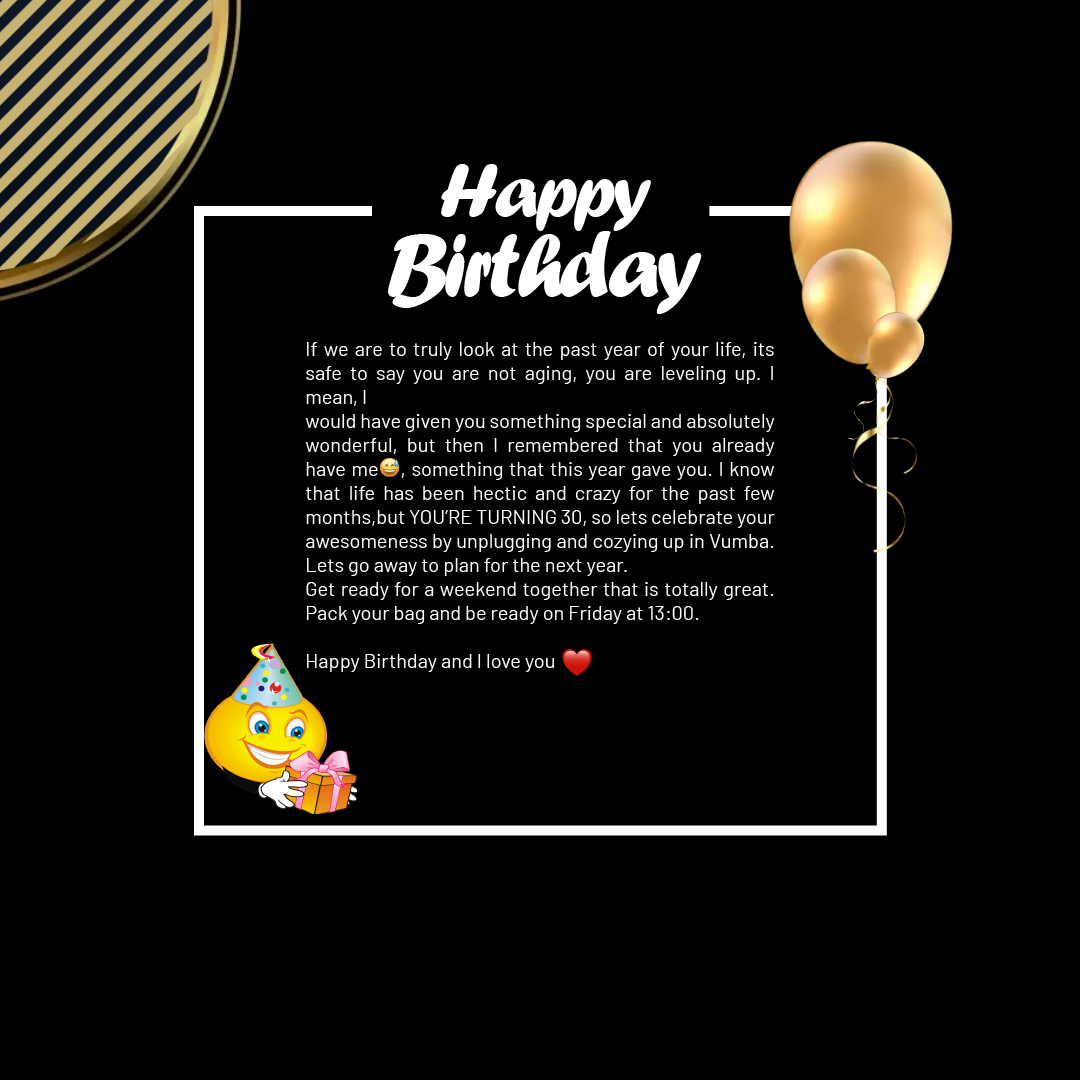 Happy
Birthday
If we are to truly look at the past year of your life, its
safe to say you are not aging, you are leveling up. I
mean, I
would have given you something special and absolutely
wonderful, but then I remembered that you already
have me😅, something that this year gave you. I know
that life has been hectic and crazy for the past few
months,but YOU'RE TURNING 30, so lets celebrate your
awesomeness by unplugging and cozying up in Vumba.
Lets go away to plan for the next year.
Get ready for a weekend together that is totally great.
Pack your bag and be ready on Friday at 13:00.
Happy Birthday and I love you ❤️